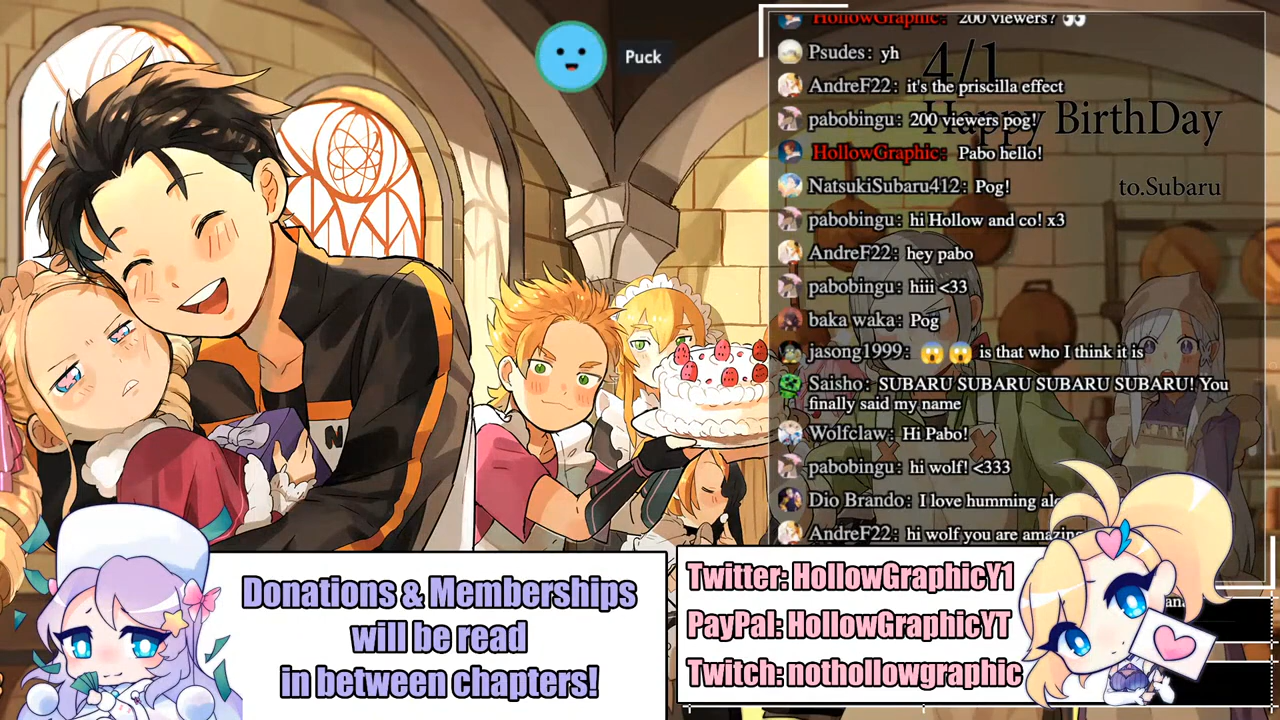 Puck
HollowGraphic: 200 viewers? 👀
Psudes: yh
AndreF22: it's the priscilla effect
pabobingu: 200 viewers pog!
HollowGraphic: Pabo hello!
NatsukiSubaru412: Pog!
pabobingu: hi Hollow and co! x3
AndreF22: hey pabo
pabobingu: hiii <33
baka waka: Pog
jasong1999: 😱 😱 is that who I think it is
Saisho: SUBARU SUBARU SUBARU SUBARU! You
finally said my name
Wolfclaw: Hi Pabo!
pabobingu: hi wolf! <333
Dio Brando: I love humming
AndreF22: hi wolf you are
4/1
Happy BirthDay
to.Subaru
N
Donations & Memberships
will be read
in between chapters!
Twitter: HollowGraphicY1
PayPal: HollowGraphicYT
Twitch: nothollowgraphic